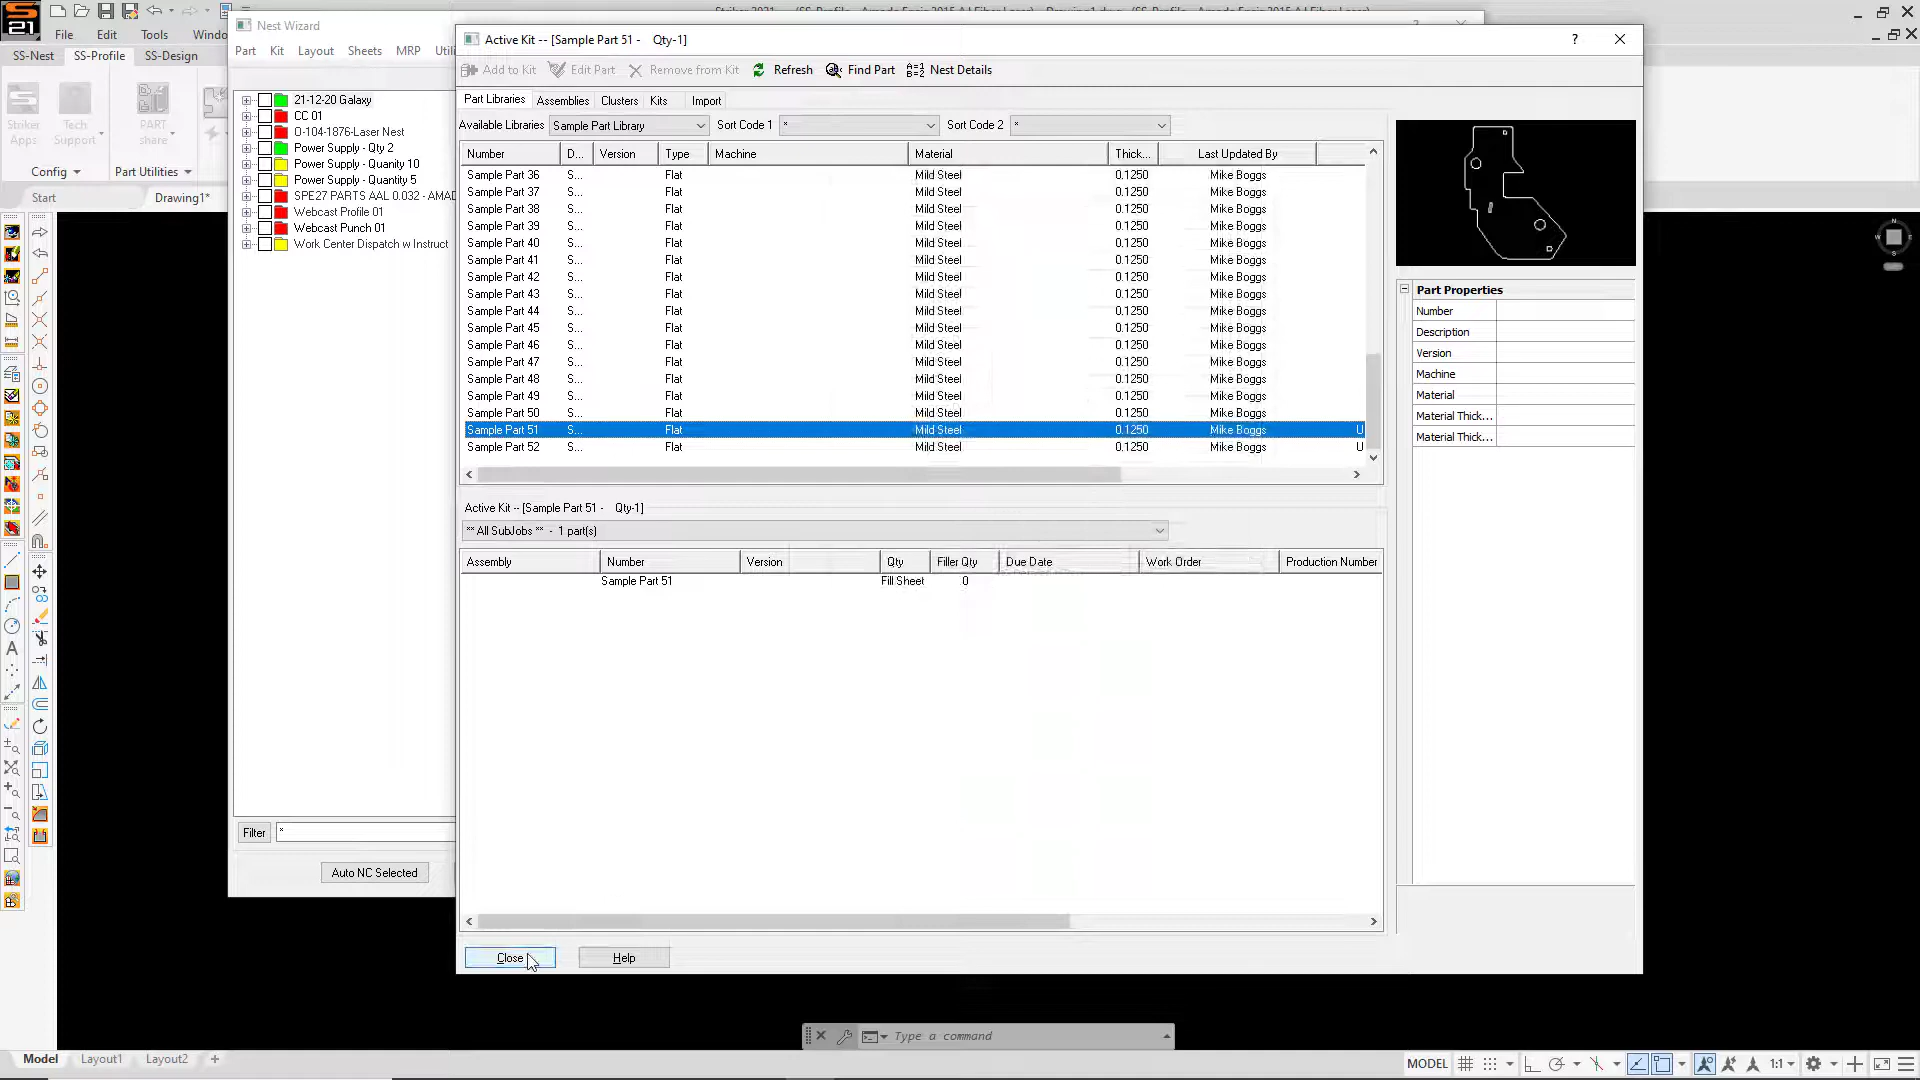 S
21
File Edit Tools Windo
SS-Nest SS-Profile SS-Design
Striker Apps
Tech Support
PART share
Config
Part Utilities
Start
Drawing1*
Nest Wizard
Part Kit Layout Sheets MRP Util
21-12-20 Galaxy
CC 01
0-104-1876-Laser Nest
Power Supply - Qty 2
Power Supply - Quanity 10
Power Supply - Quantity 5
SPE27 PARTS AAL 0.032 - AMAD
Webcast Profile 01
Webcast Punch 01
Work Center Dispatch w Instruct
Filter *
Auto NC Selected
Active Kit -- [Sample Part 51 - Qty-1]
? 
Add to Kit Edit Part Remove from Kit Refresh Find Part Nest Details
Part Libraries Assemblies Clusters Kits Import
Available Libraries Sample Part Library Sort Code 1 * Sort Code 2 *
Number D... Version Type Machine Material Thick... Last Updated By
Sample Part 36 S... Flat Mild Steel 0.1250 Mike Boggs
Sample Part 37 S... Flat Mild Steel 0.1250 Mike Boggs
Sample Part 38 S... Flat Mild Steel 0.1250 Mike Boggs
Sample Part 39 S... Flat Mild Steel 0.1250 Mike Boggs
Sample Part 40 S... Flat Mild Steel 0.1250 Mike Boggs
Sample Part 41 S... Flat Mild Steel 0.1250 Mike Boggs
Sample Part 42 S... Flat Mild Steel 0.1250 Mike Boggs
Sample Part 43 S... Flat Mild Steel 0.1250 Mike Boggs
Sample Part 44 S... Flat Mild Steel 0.1250 Mike Boggs
Sample Part 45 S... Flat Mild Steel 0.1250 Mike Boggs
Sample Part 46 S... Flat Mild Steel 0.1250 Mike Boggs
Sample Part 47 S... Flat Mild Steel 0.1250 Mike Boggs
Sample Part 48 S... Flat Mild Steel 0.1250 Mike Boggs
Sample Part 49 S... Flat Mild Steel 0.1250 Mike Boggs
Sample Part 50 S... Flat Mild Steel 0.1250 Mike Boggs
Sample Part 51 S... Flat Mild Steel 0.1250 Mike Boggs U
Sample Part 52 S... Flat Mild Steel 0.1250 Mike Boggs U
Part Properties
Number
Description
Version
Machine
Material
Material Thick...
Material Thick...
Active Kit -- [Sample Part 51 - Qty-1]
** All SubJobs ** - 1 part(s)
Assembly Number Version Qty Filler Qty Due Date Work Order Production Number
Sample Part 51 Fill Sheet 0
Close Help
Type a command
Model Layout1 Layout2 +
MODEL 1:1